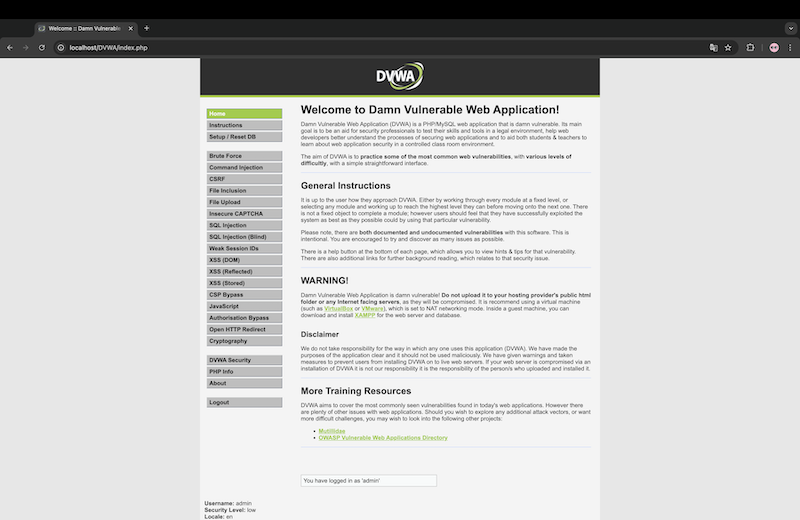 Welcome :: Damn Vulnerable
localhost/DVWA/index.php
DVWA
Home
Instructions
Setup / Reset DB
Brute Force
Command Injection
CSRF
File Inclusion
File Upload
Insecure CAPTCHA
SQL Injection
SQL Injection (Blind)
Weak Session IDs
XSS (DOM)
XSS (Reflected)
XSS (Stored)
CSP Bypass
JavaScript
Authorisation Bypass
Open HTTP Redirect
Cryptography
DVWA Security
PHP Info
About
Logout
Welcome to Damn Vulnerable Web Application!
Damn Vulnerable Web Application (DVWA) is a PHP/MySQL web application that is damn vulnerable. Its main
goal is to be an aid for security professionals to test their skills and tools in a legal environment, help web
developers better understand the processes of securing web applications and to aid both students & teachers to
learn about web application security in a controlled class room environment.
The aim of DVWA is to practice some of the most common web vulnerabilities, with various levels of
difficultly, with a simple straightforward interface.
General Instructions
It is up to the user how they approach DVWA. Either by working through every module at a fixed level, or
selecting any module and working up to reach the highest level they can before moving onto the next one. There
is not a fixed object to complete a module; however users should feel that they have successfully exploited the
system as best as they possible could by using that particular vulnerability.
Please note, there are both documented and undocumented vulnerabilities with this software. This is
intentional. You are encouraged to try and discover as many issues as possible.
There is a help button at the bottom of each page, which allows you to view hints & tips for that vulnerability.
There are also additional links for further background reading, which relates to that security issue.
WARNING!
Damn Vulnerable Web Application is damn vulnerable! Do not upload it to your hosting provider's public html
folder or any Internet facing servers, as they will be compromised. It is recommend using a virtual machine
(such as VirtualBox or VMware), which is set to NAT networking mode. Inside a guest machine, you can
download and install XAMPP for the web server and database.
Disclaimer
We do not take responsibility for the way in which any one uses this application (DVWA). We have made the
purposes of the application clear and it should not be used maliciously. We have given warnings and taken
measures to prevent users from installing DVWA on to live web servers. If your web server is compromised via an
installation of DVWA it is not our responsibility it is the responsibility of the person/s who uploaded and installed it.
More Training Resources
DVWA aims to cover the most commonly seen vulnerabilities found in today's web applications. However there
are plenty of other issues with web applications. Should you wish to explore any additional attack vectors, or want
more difficult challenges, you may wish to look into the following other projects:
Mutillidae
OWASP Vulnerable Web Applications Directory
You have logged in as 'admin'
Username: admin
Security Level: low
Locale: en